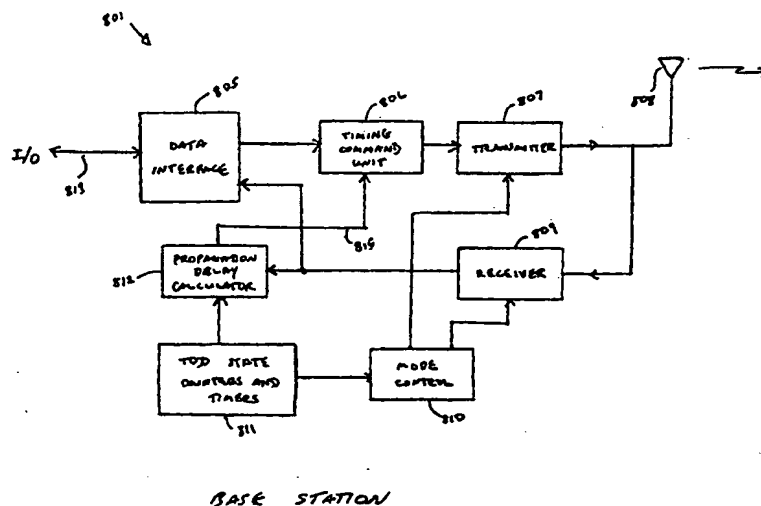 801
805
806
807
808
I/O
813
DATA
INTERFACE
TIMING
COMMAND
UNIT
TRANSMITTER
815
809
812
PROPAGATION
DELAY
CALCULATOR
RECEIVER
TDD STATE
COUNTERS AND
TIMERS
811
MODE
CONTROL
810
BASE STATION